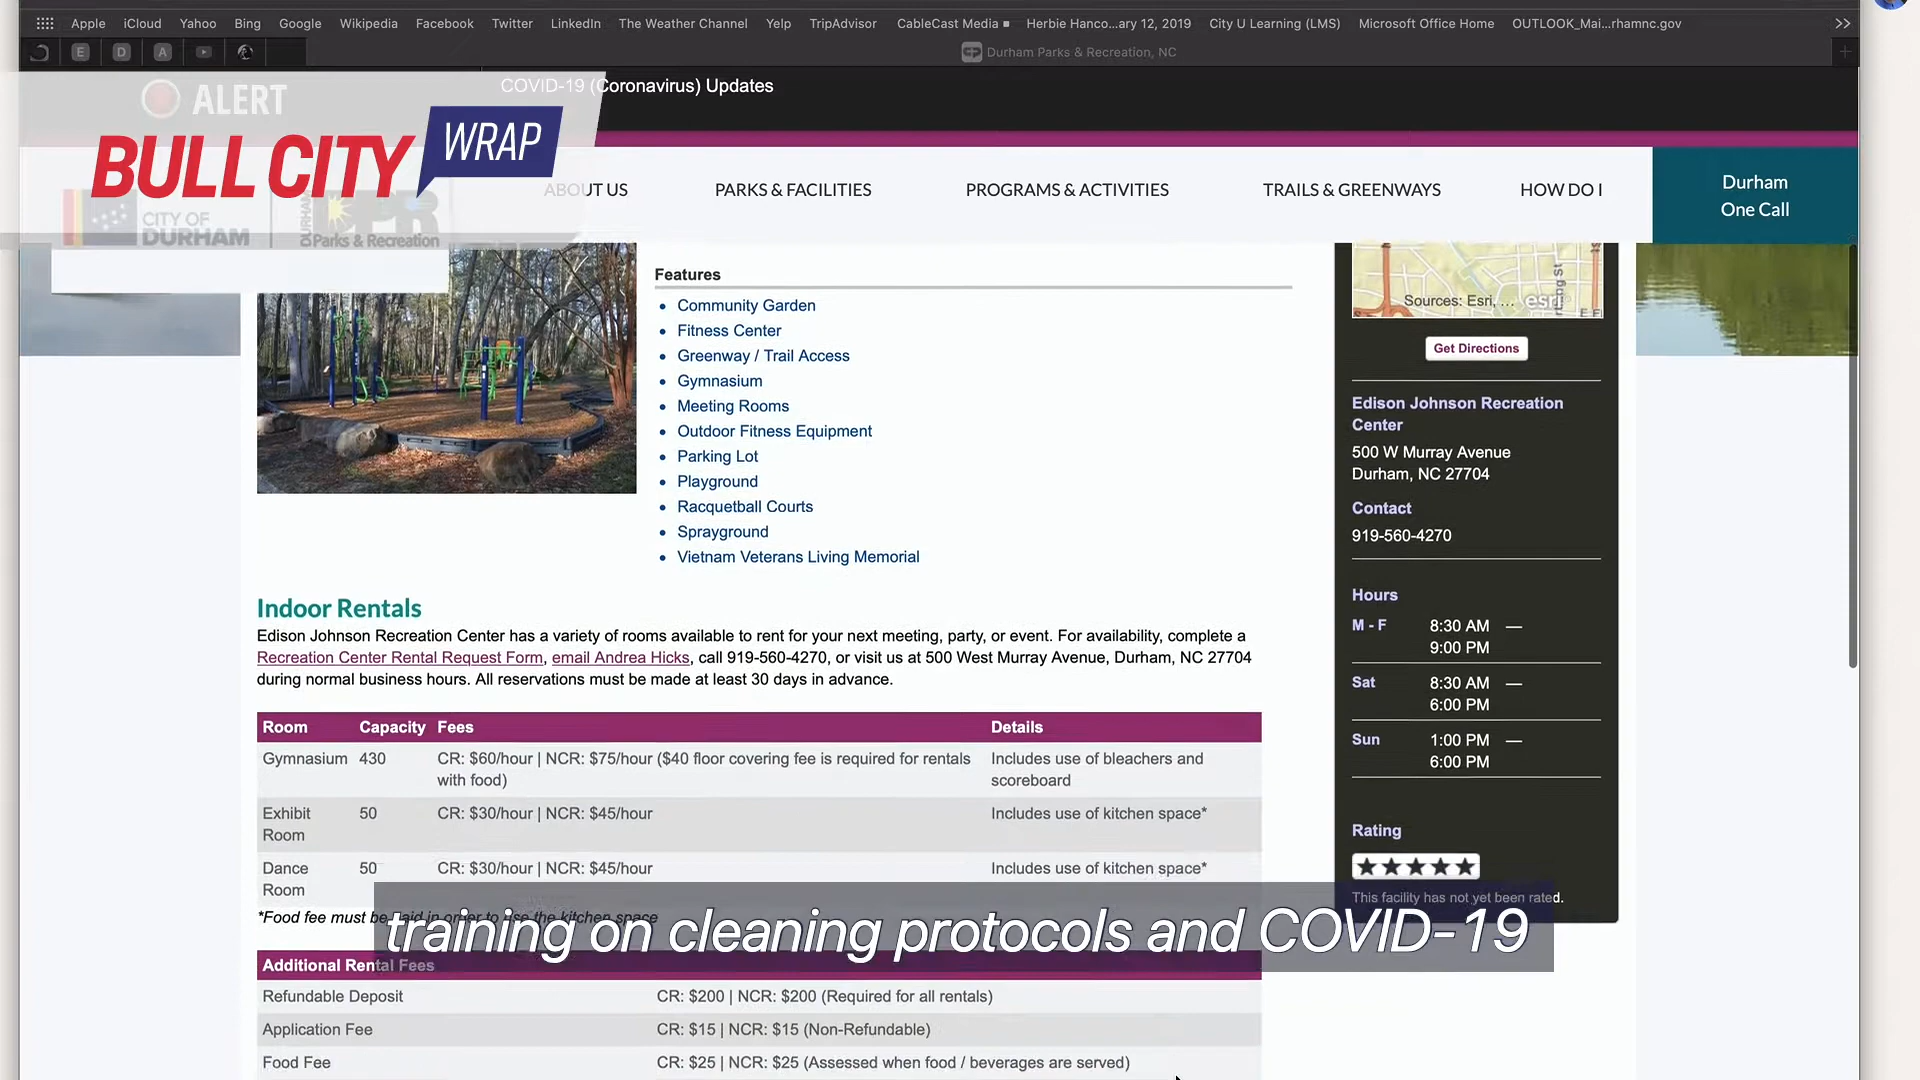 Apple iCloud Yahoo Bing Google Wikipedia Facebook Twitter LinkedIn The Weather Channel Yelp TripAdvisor CableCast Media Herbie Hanco...ary 12, 2019 City U Learning (LMS) Microsoft Office Home OUTLOOK_Mai...rhamnc.gov
E D A Durham Parks & Recreation, NC
COVID-19 (Coronavirus) Updates
ALERT
BULL CITY WRAP
ABOUT US PARKS & FACILITIES PROGRAMS & ACTIVITIES TRAILS & GREENWAYS HOW DO I
Durham
One Call
CITY OF
DURHAM
DURHAM
DPR
Parks & Recreation
Features
Community Garden
Fitness Center
Greenway / Trail Access
Gymnasium
Meeting Rooms
Outdoor Fitness Equipment
Parking Lot
Playground
Racquetball Courts
Sprayground
Vietnam Veterans Living Memorial
Sources: Esri, ... esri
Get Directions
Edison Johnson Recreation
Center
500 W Murray Avenue
Durham, NC 27704
Contact
919-560-4270
Hours
M - F 8:30 AM —
9:00 PM
Sat 8:30 AM —
6:00 PM
Sun 1:00 PM —
6:00 PM
Rating
This facility has not yet been rated.
Indoor Rentals
Edison Johnson Recreation Center has a variety of rooms available to rent for your next meeting, party, or event. For availability, complete a
Recreation Center Rental Request Form, email Andrea Hicks, call 919-560-4270, or visit us at 500 West Murray Avenue, Durham, NC 27704
during normal business hours. All reservations must be made at least 30 days in advance.
Room Capacity Fees Details
Gymnasium 430 CR: $60/hour | NCR: $75/hour ($40 floor covering fee is required for rentals Includes use of bleachers and
with food) scoreboard
Exhibit 50 CR: $30/hour | NCR: $45/hour Includes use of kitchen space*
Room
Dance 50 CR: $30/hour | NCR: $45/hour Includes use of kitchen space*
Room
*Food fee must be paid in order to use the kitchen space
training on cleaning protocols and COVID-19
Additional Rental Fees
Refundable Deposit CR: $200 | NCR: $200 (Required for all rentals)
Application Fee CR: $15 | NCR: $15 (Non-Refundable)
Food Fee CR: $25 | NCR: $25 (Assessed when food / beverages are served)